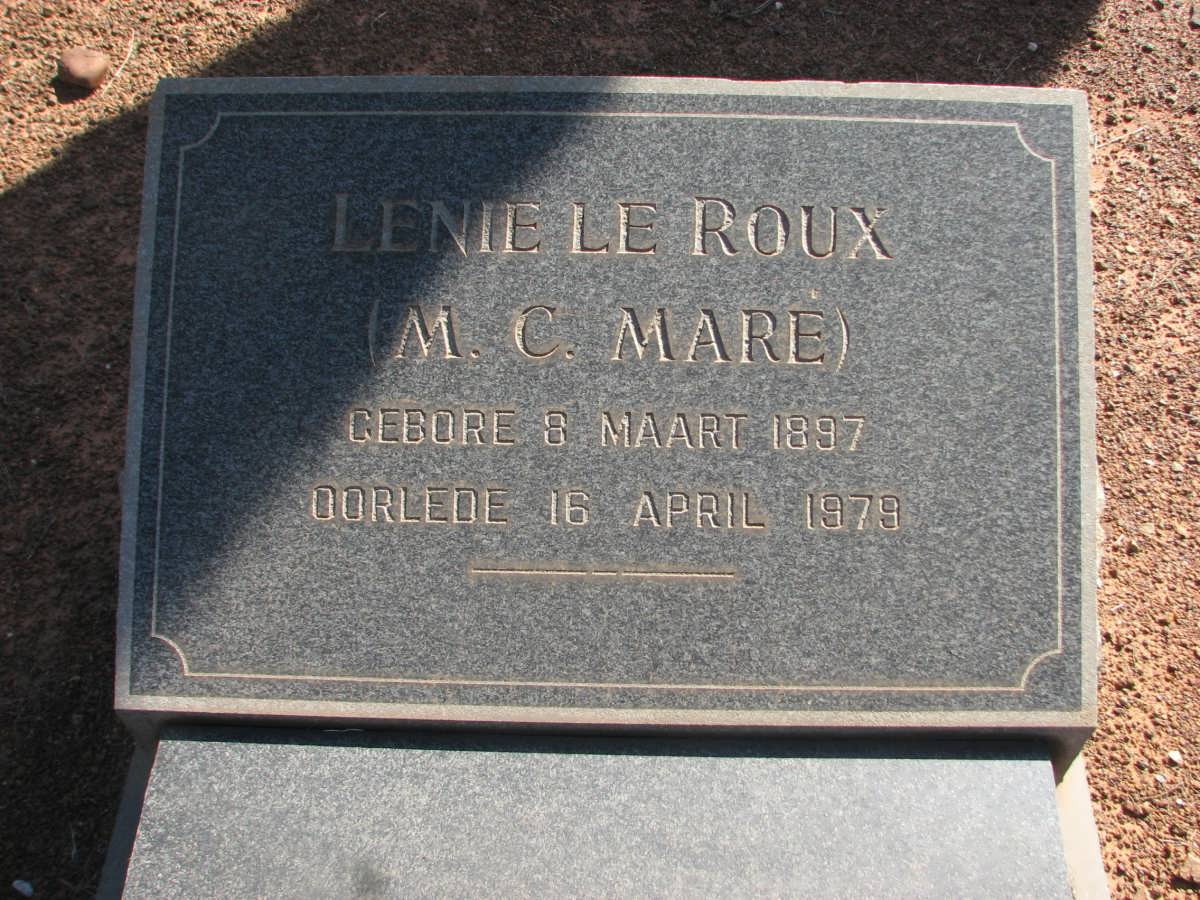 LENIE LE ROUX
(M. C. MARÉ)
GEBORE 8 MAART 1897
OORLEDE 16 APRIL 1979